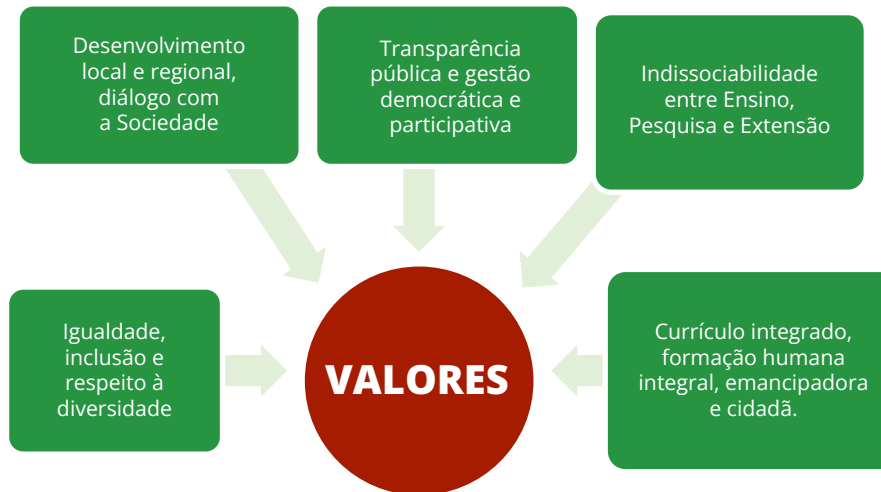 Desenvolvimento
local e regional,
diálogo com
a Sociedade
Transparência
pública e gestão
democrática e
participativa
Indissociabilidade
entre Ensino,
Pesquisa e Extensão
Igualdade,
inclusão e
respeito à
diversidade
VALORES
Currículo integrado,
formação humana
integral, emancipadora
e cidadã.